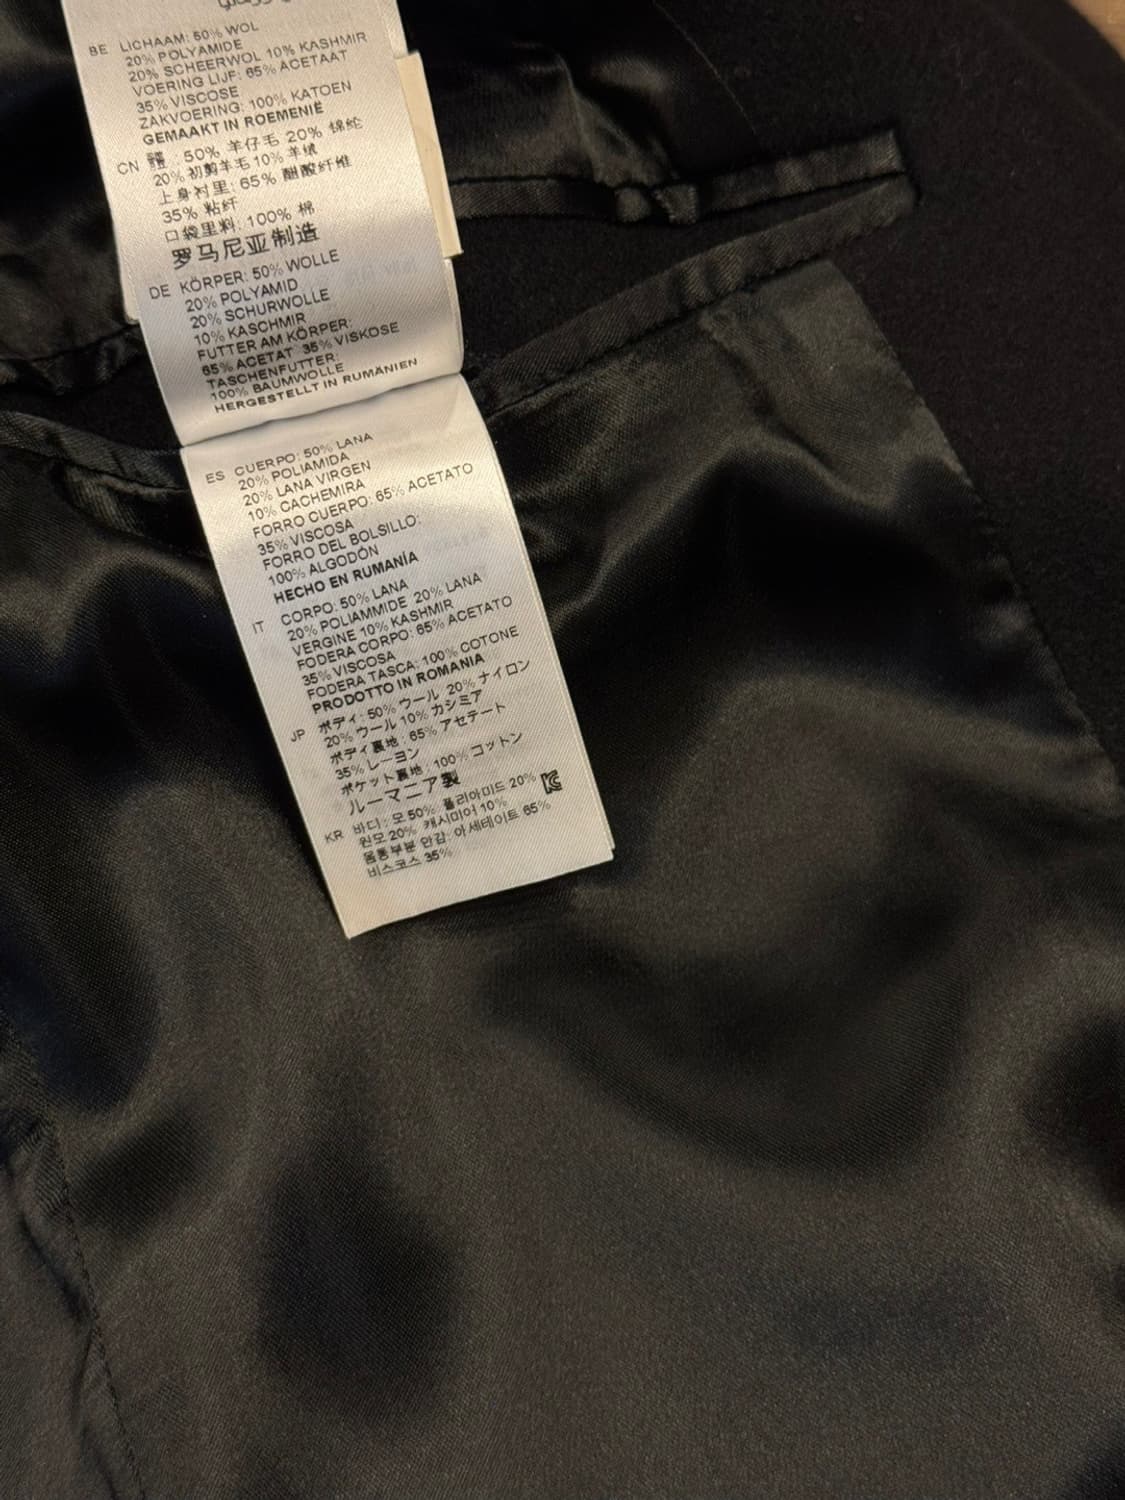 BE LICHAAM: 50% WOL
20% POLYAMIDE
20% SCHEERWOL 10% KASHMIR
VOERING LIJF: 65% ACETAAT
35% VISCOSE
ZAKVOERING: 100% KATOEN
GEMAAKT IN ROEMENIË
CN 體 : 50% 羊仔毛 20% 锦纶
20% 初剪羊毛 10% 羊绒
上身衬里: 65% 醋酸纤维
35% 粘纤
口袋里料: 100% 棉
罗马尼亚制造
DE KÖRPER: 50% WOLLE
20% POLYAMID
20% SCHURWOLLE
10% KASCHMIR
FUTTER AM KÖRPER:
65% ACETAT 35% VISKOSE
TASCHENFUTTER:
100% BAUMWOLLE
HERGESTELLT IN RUMÄNIEN
ES CUERPO: 50% LANA
20% POLIAMIDA
20% LANA VIRGEN
10% CACHEMIRA
FORRO CUERPO: 65% ACETATO
35% VISCOSA
FORRO DEL BOLSILLO:
100% ALGODÓN
HECHO EN RUMANÍA
IT CORPO: 50% LANA
20% POLIAMMIDE 20% LANA
VERGINE 10% KASHMIR
FODERA CORPO: 65% ACETATO
35% VISCOSA
FODERA TASCA: 100% COTONE
PRODOTTO IN ROMANIA
JP ボディ: 50% ウール 20% ナイロン
20% ウール 10% カシミア
ボディ裏地: 65% アセテート
35% レーヨン
ポケット裏地: 100% コットン
ルーマニア製
KR 바디: 모 50% 폴리아미드 20%
원모 20% 캐시미어 10%
몸통부분 안감: 아세테이트 65%
비스코스 35%